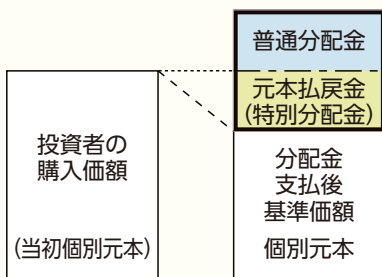 普通分配金
元本払戻金
(特別分配金)
投資者の
購入価額
(当初個別元本)
分配金
支払後
基準価額
個別元本